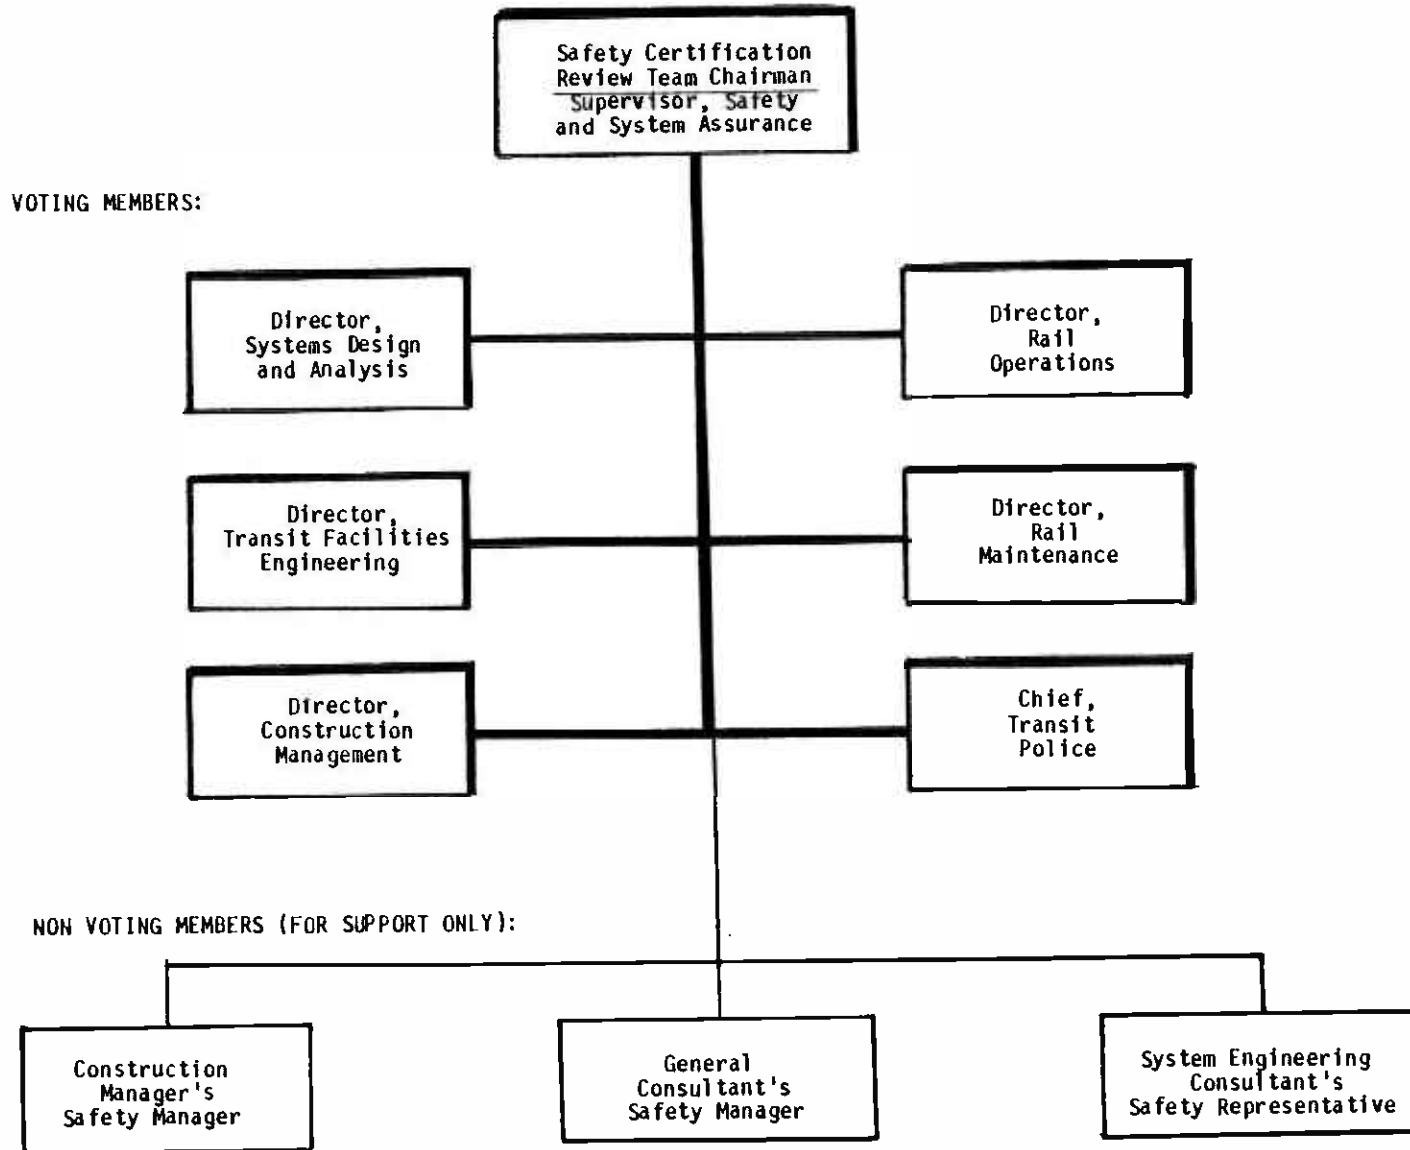 Safety Certification
Review Team Chairman
Supervisor, Safety
and System Assurance
VOTING MEMBERS:
Director,
Systems Design
and Analysis
Director,
Rail
Operations
Director,
Transit Facilities
Engineering
Director,
Rail
Maintenance
Director,
Construction
Management
Chief,
Transit
Police
NON VOTING MEMBERS (FOR SUPPORT ONLY):
Construction
Manager's
Safety Manager
General
Consultant's
Safety Manager
System Engineering
Consultant's
Safety Representative